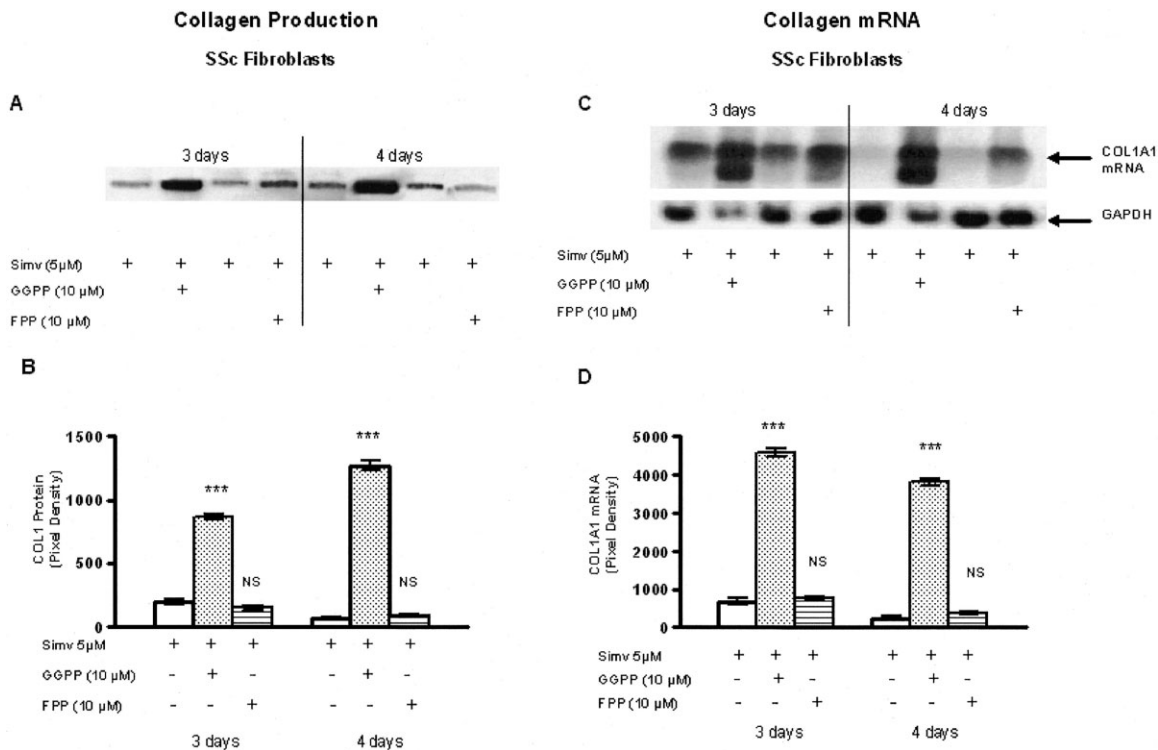 Collagen Production
SSc Fibroblasts
A
3 days 4 days
Simv (5µM) + + + + + + + +
GGPP (10 µM) + +
FPP (10 µM) + +
B
COL1 Protein
(Pixel Density)
1500
1000
500
0
*** NS *** NS
Simv 5µM + + + + + +
GGPP (10 µM) - + - - + -
FPP (10 µM) - - + - - +
3 days 4 days
Collagen mRNA
SSc Fibroblasts
C
3 days 4 days
COL1A1
mRNA
GAPDH
Simv (5µM) + + + + + + + +
GGPP (10 µM) + +
FPP (10 µM) + +
D
COL1A1 mRNA
(Pixel Density)
5000
4000
3000
2000
1000
0
*** NS *** NS
Simv 5µM + + + + + +
GGPP (10 µM) - + - - + -
FPP (10 µM) - - + - - +
3 days 4 days